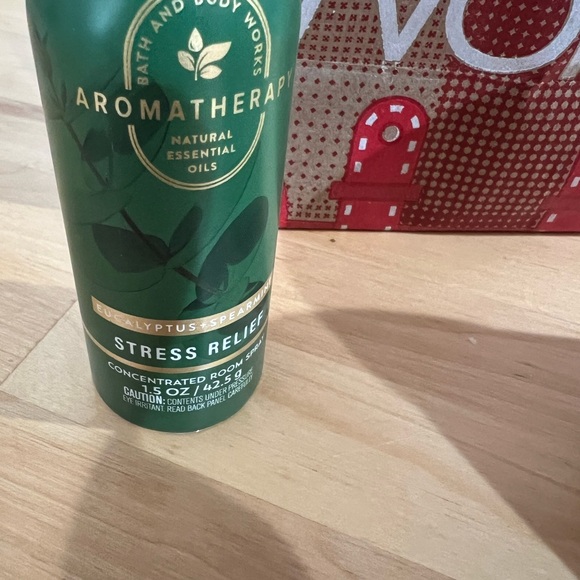 BATH AND BODY WORKS
AROMATHERAPY
NATURAL
ESSENTIAL
OILS
EUCALYPTUS + SPEARMINT
STRESS RELIEF
CONCENTRATED ROOM SPRAY
1.5 OZ / 42.5 g
CAUTION: CONTENTS UNDER PRESSURE
EYE IRRITANT. READ BACK PANEL CAREFULLY